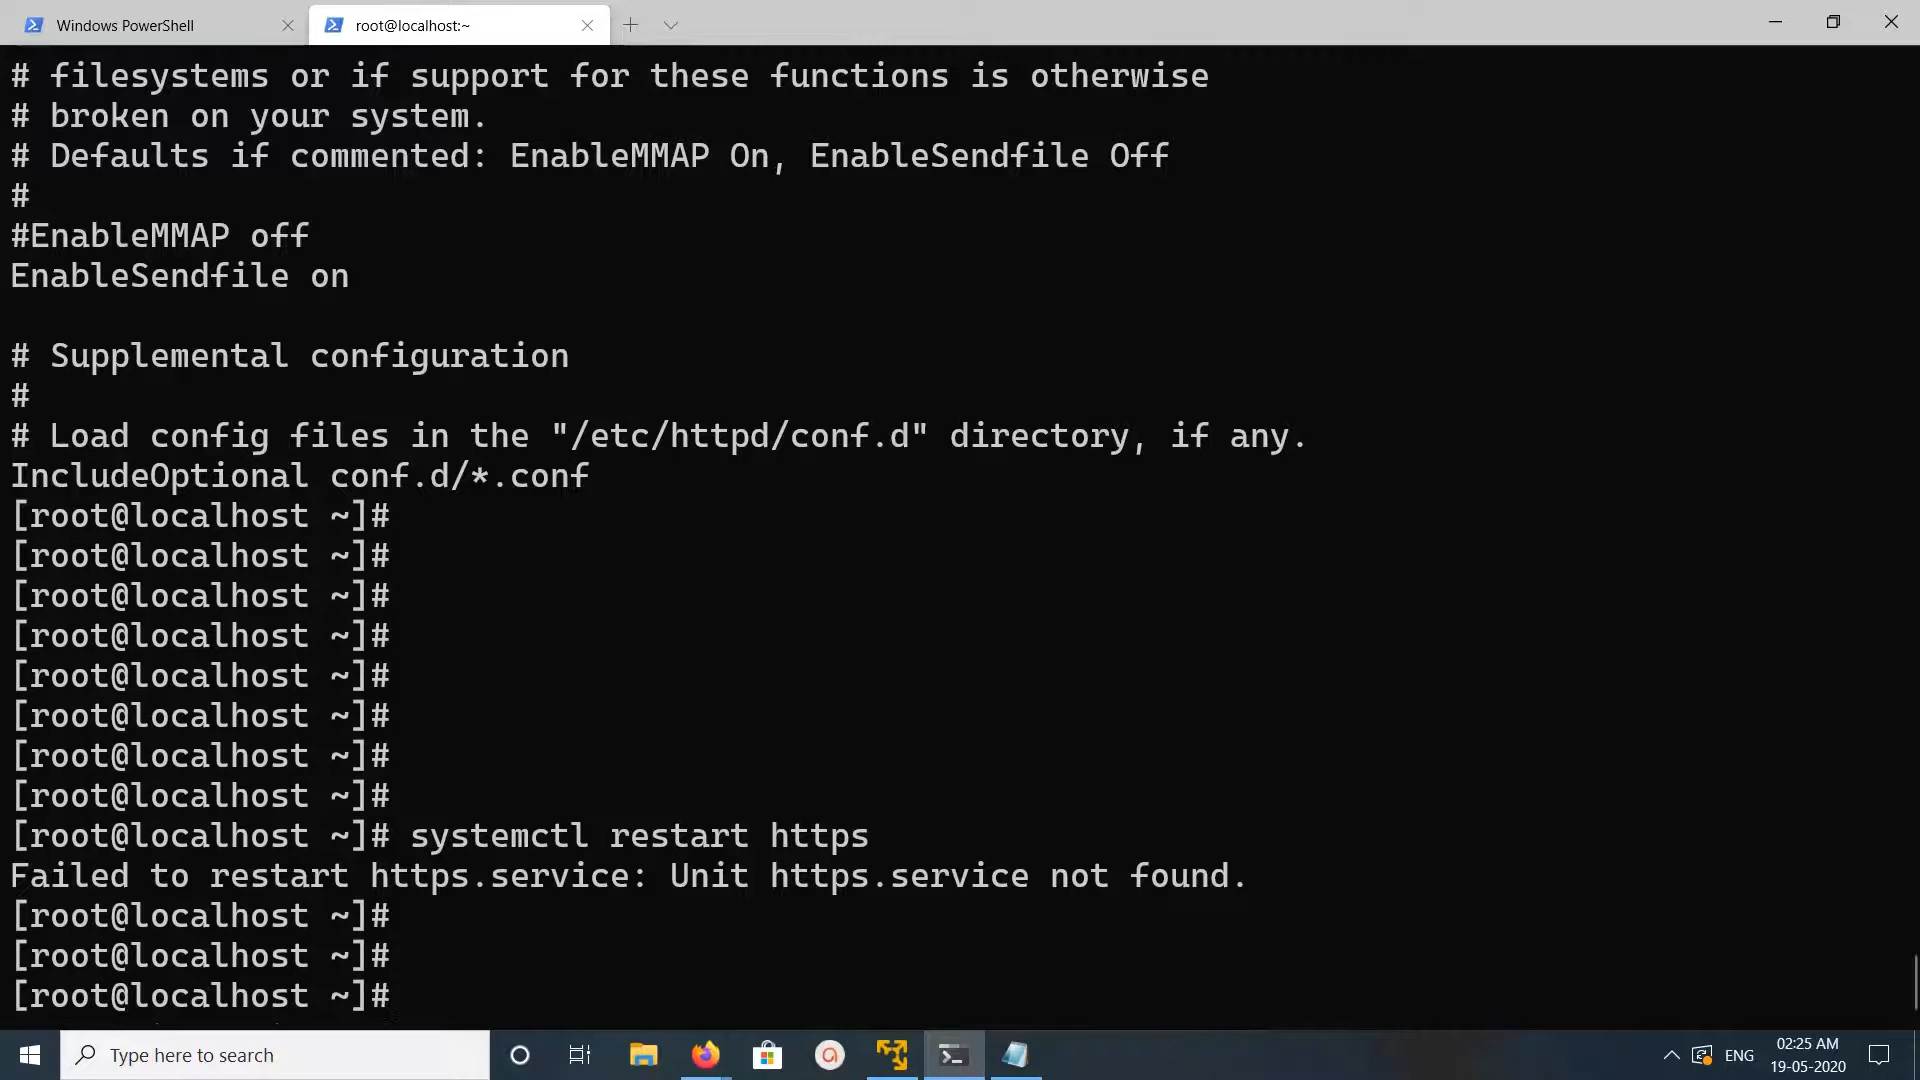 Windows PowerShell
root@localhost:~
# filesystems or if support for these functions is otherwise
# broken on your system.
# Defaults if commented: EnableMMAP On, EnableSendfile Off
#
#EnableMMAP off
EnableSendfile on
# Supplemental configuration
#
# Load config files in the "/etc/httpd/conf.d" directory, if any.
IncludeOptional conf.d/*.conf
[root@localhost ~]#
[root@localhost ~]#
[root@localhost ~]#
[root@localhost ~]#
[root@localhost ~]#
[root@localhost ~]#
[root@localhost ~]#
[root@localhost ~]#
[root@localhost ~]# systemctl restart https
Failed to restart https.service: Unit https.service not found.
[root@localhost ~]#
[root@localhost ~]#
[root@localhost ~]#
Type here to search
ENG
02:25 AM
19-05-2020